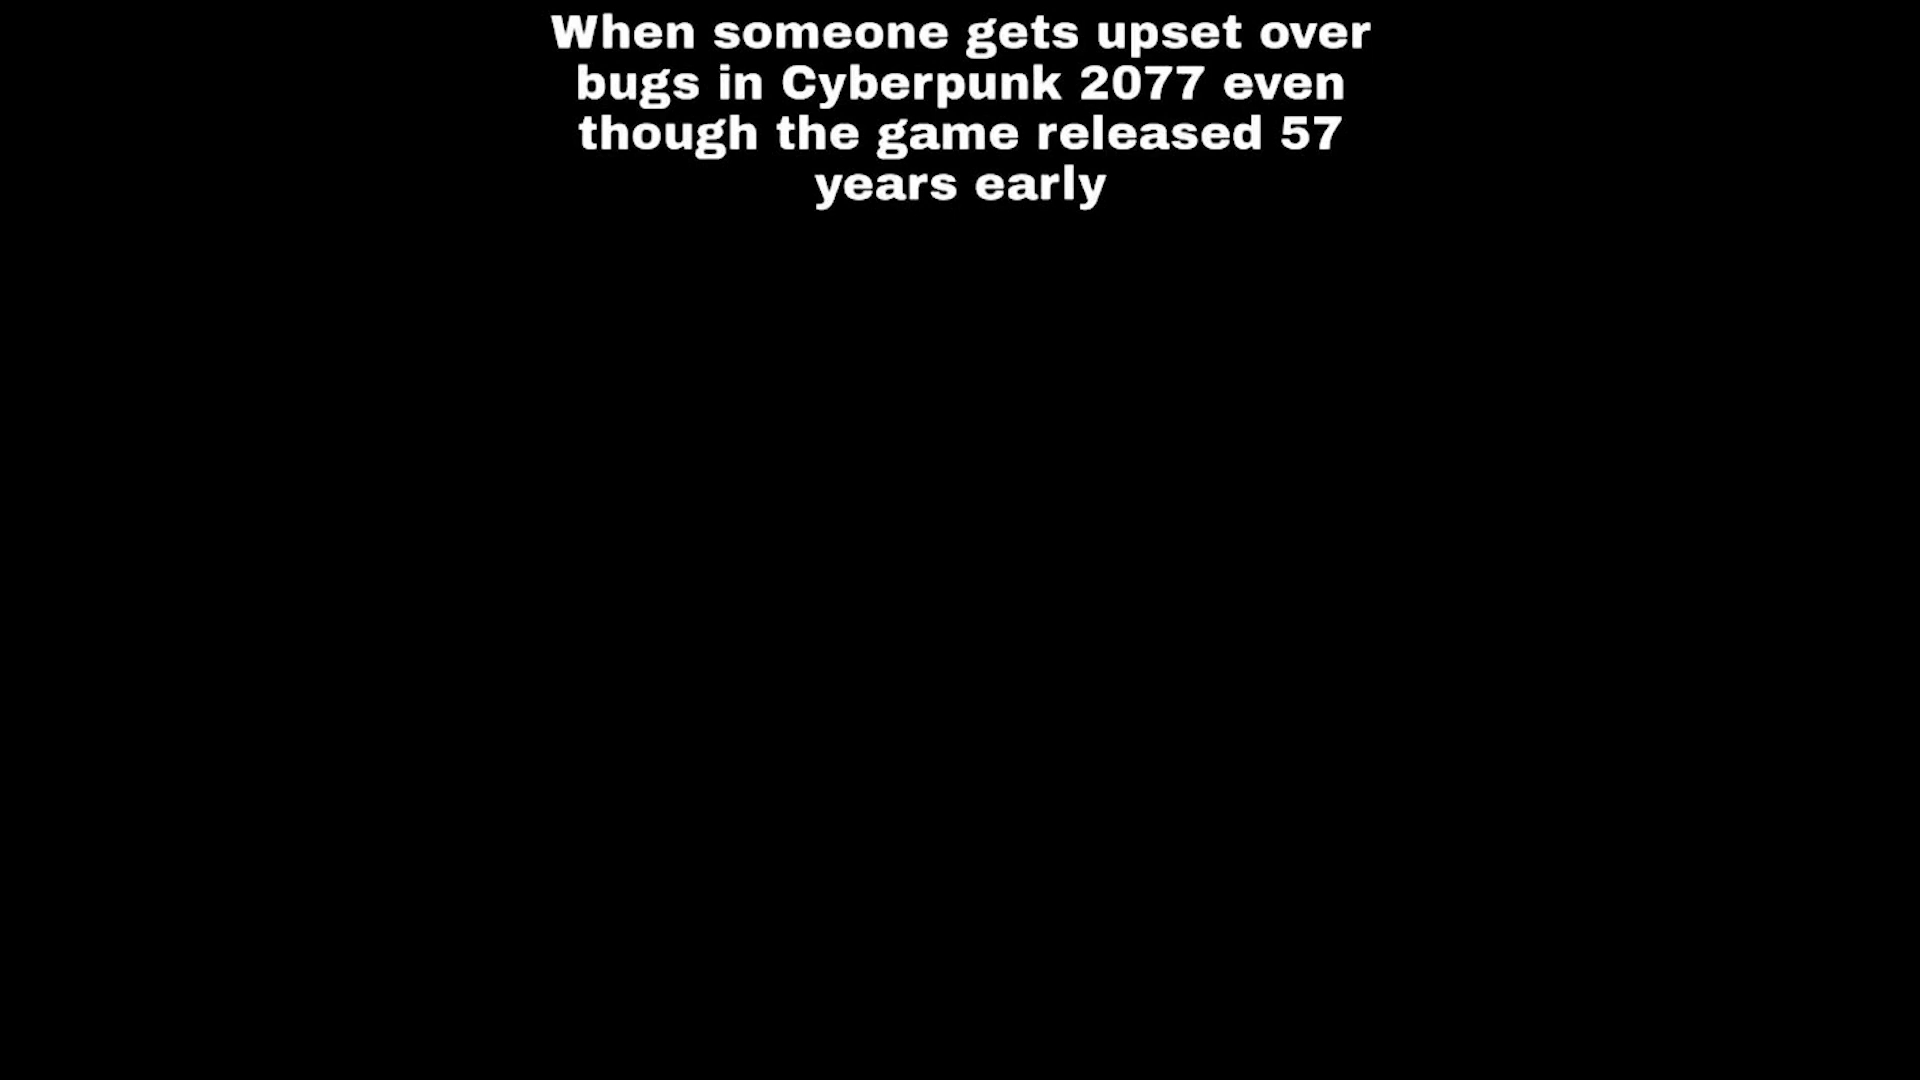 When someone gets upset over
bugs in Cyberpunk 2077 even
though the game released 57
years early